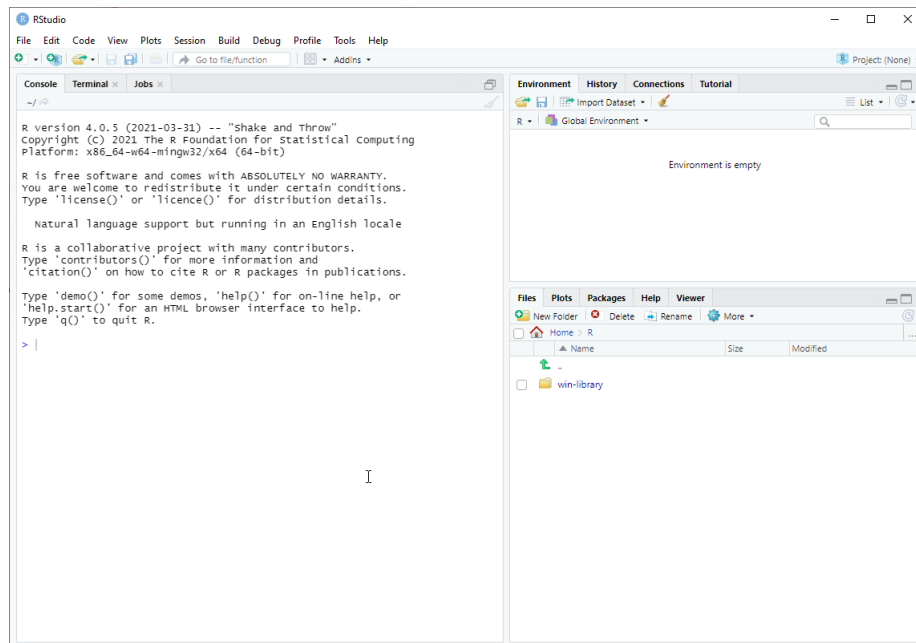 RStudio
File Edit Code View Plots Session Build Debug Profile Tools Help
Go to file/function Addins Project: (None)
Console Terminal Jobs
~/
R version 4.0.5 (2021-03-31) -- "Shake and Throw"
Copyright (C) 2021 The R Foundation for Statistical Computing
Platform: x86_64-w64-mingw32/x64 (64-bit)
R is free software and comes with ABSOLUTELY NO WARRANTY.
You are welcome to redistribute it under certain conditions.
Type 'license()' or 'licence()' for distribution details.
Natural language support but running in an English locale
R is a collaborative project with many contributors.
Type 'contributors()' for more information and
'citation()' on how to cite R or R packages in publications.
Type 'demo()' for some demos, 'help()' for on-line help, or
'help.start()' for an HTML browser interface to help.
Type 'q()' to quit R.
>
Environment History Connections Tutorial
Import Dataset List
R Global Environment
Environment is empty
Files Plots Packages Help Viewer
New Folder Delete Rename More
Home > R
Name Size Modified
..
win-library